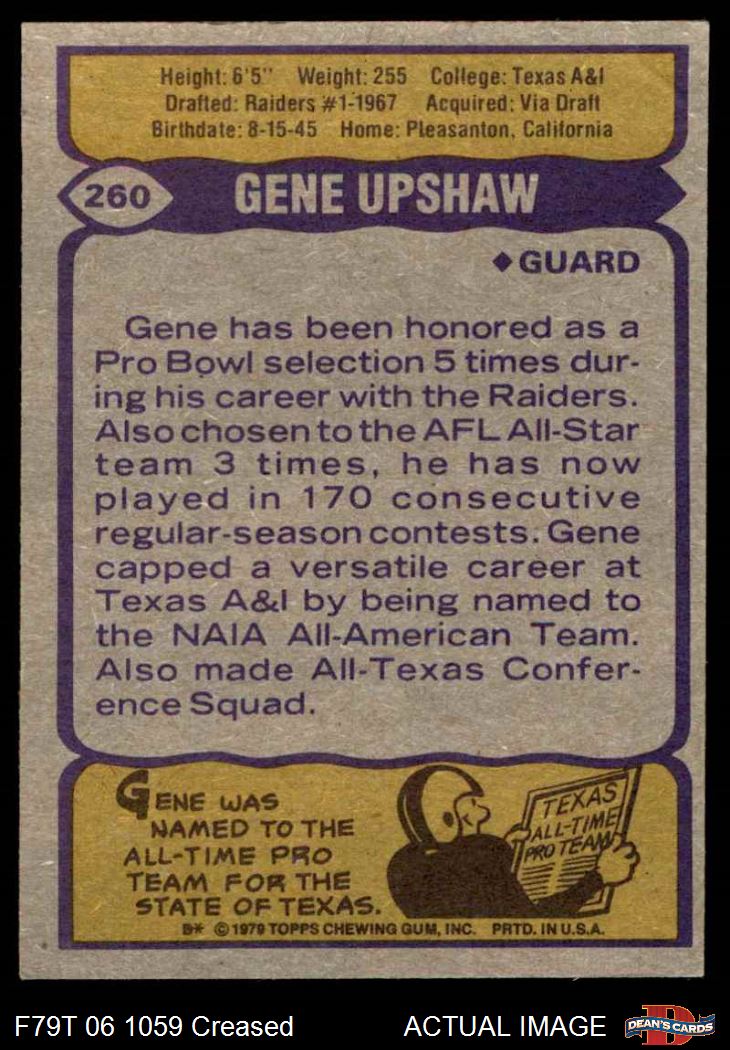 Height: 6'5" Weight: 255 College: Texas A&I
Drafted: Raiders #1-1967 Acquired: Via Draft
Birthdate: 8-15-45 Home: Pleasanton, California
260 GENE UPSHAW
♦GUARD
Gene has been honored as a
Pro Bowl selection 5 times dur-
ing his career with the Raiders.
Also chosen to the AFL All-Star
team 3 times, he has now
played in 170 consecutive
regular-season contests. Gene
capped a versatile career at
Texas A&I by being named to
the NAIA All-American Team.
Also made All-Texas Confer-
ence Squad.
GENE WAS
NAMED TO THE
ALL-TIME PRO
TEAM FOR THE
STATE OF TEXAS.
TEXAS
ALL-TIME
PRO TEAM
B* ©1979 TOPPS CHEWING GUM, INC. PRTD. IN U.S.A.
F79T 06 1059 Creased ACTUAL IMAGE
D
DEAN'S CARDS